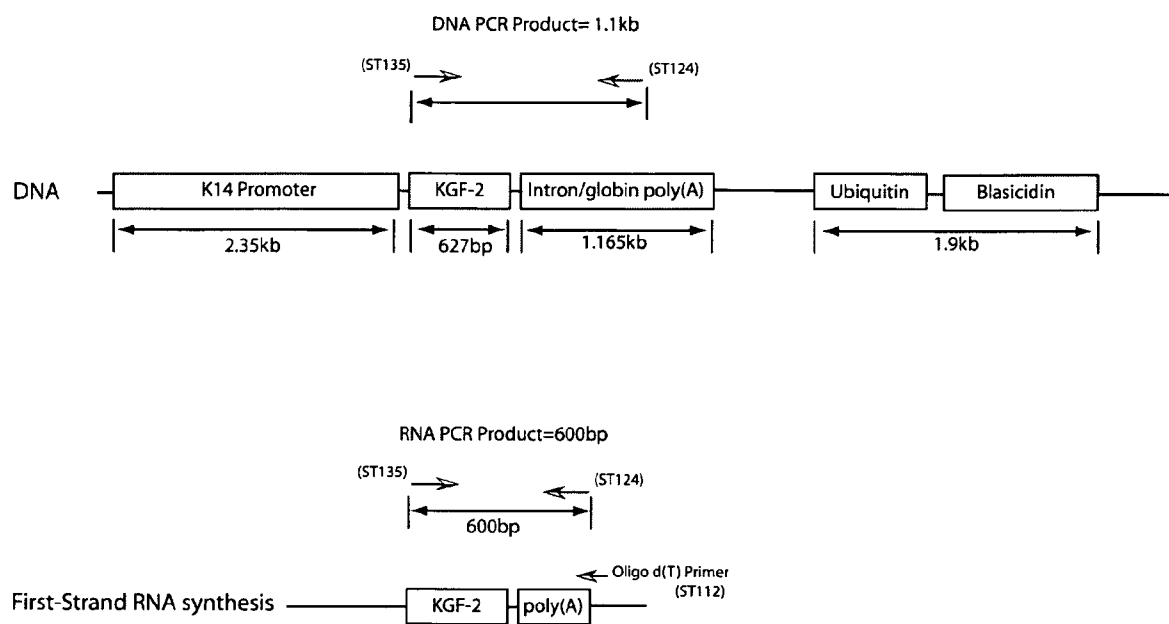 DNA PCR Product= 1.1kb
(ST135)
(ST124)
DNA
K14 Promoter
KGF-2
Intron/globin poly(A)
Ubiquitin
Blasicidin
2.35kb
627bp
1.165kb
1.9kb
RNA PCR Product=600bp
(ST135)
(ST124)
600bp
Oligo d(T) Primer
(ST112)
First-Strand RNA synthesis
KGF-2
poly(A)